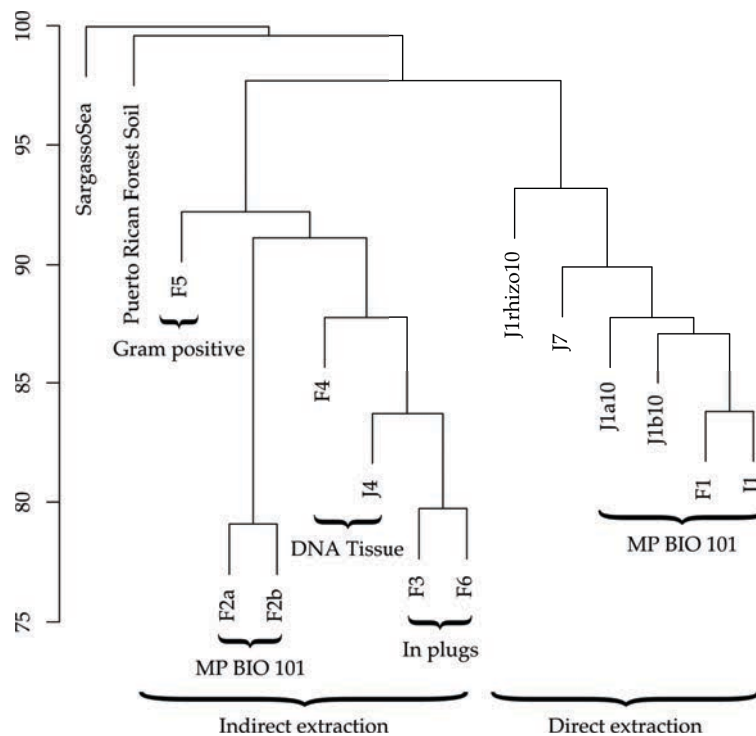 100
95
90
85
80
75
SargassoSea
Puerto Rican Forest Soil
F5
Gram positive
F2a
F2b
MP BIO 101
F4
J4
DNA Tissue
F3
F6
In plugs
Indirect extraction
J1rhizo10
J7
J1a10
J1b10
F1
J1
MP BIO 101
Direct extraction